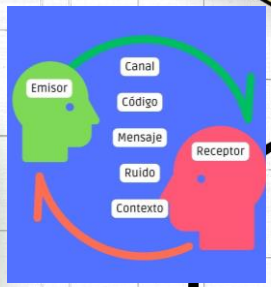 Canal
Emisor
Código
Mensaje
Receptor
Ruido
Contexto